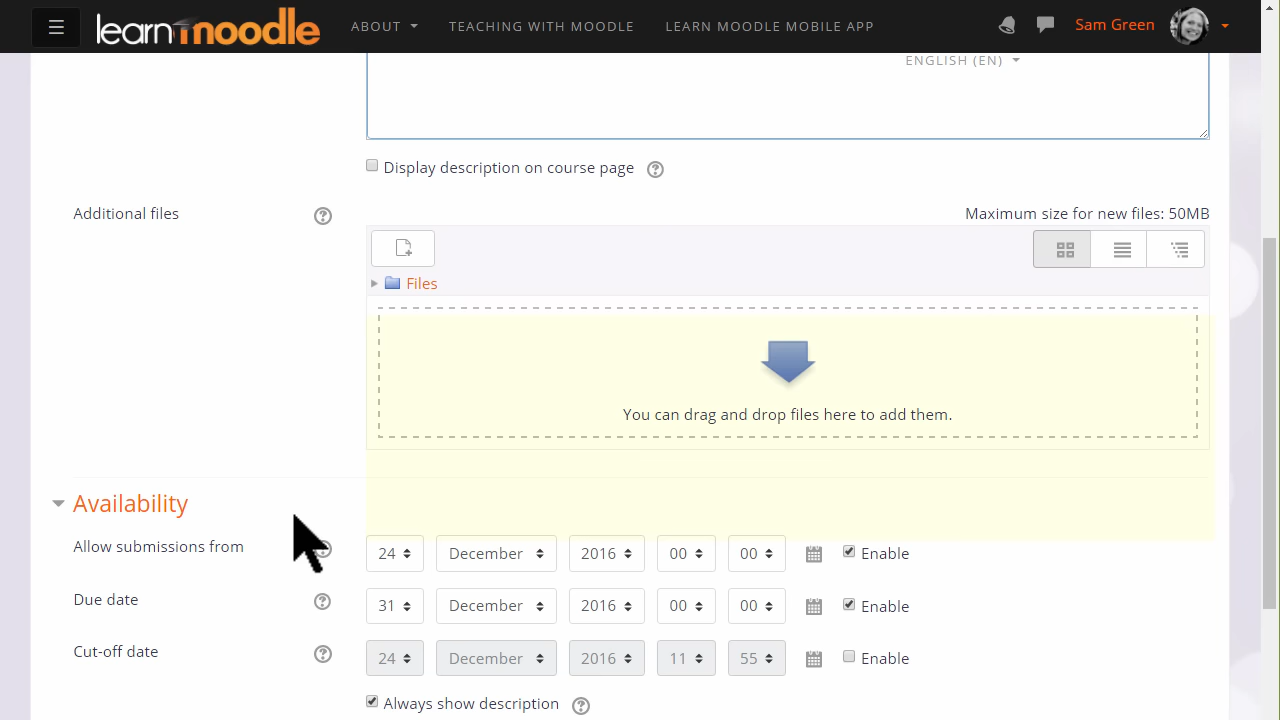 learn moodle ABOUT TEACHING WITH MOODLE LEARN MOODLE MOBILE APP Sam Green
ENGLISH (EN)
Display description on course page
Additional files Maximum size for new files: 50MB
Files
You can drag and drop files here to add them.
Availability
Allow submissions from 24 December 2016 00 00 Enable
Due date 31 December 2016 00 00 Enable
Cut-off date 24 December 2016 11 55 Enable
Always show description